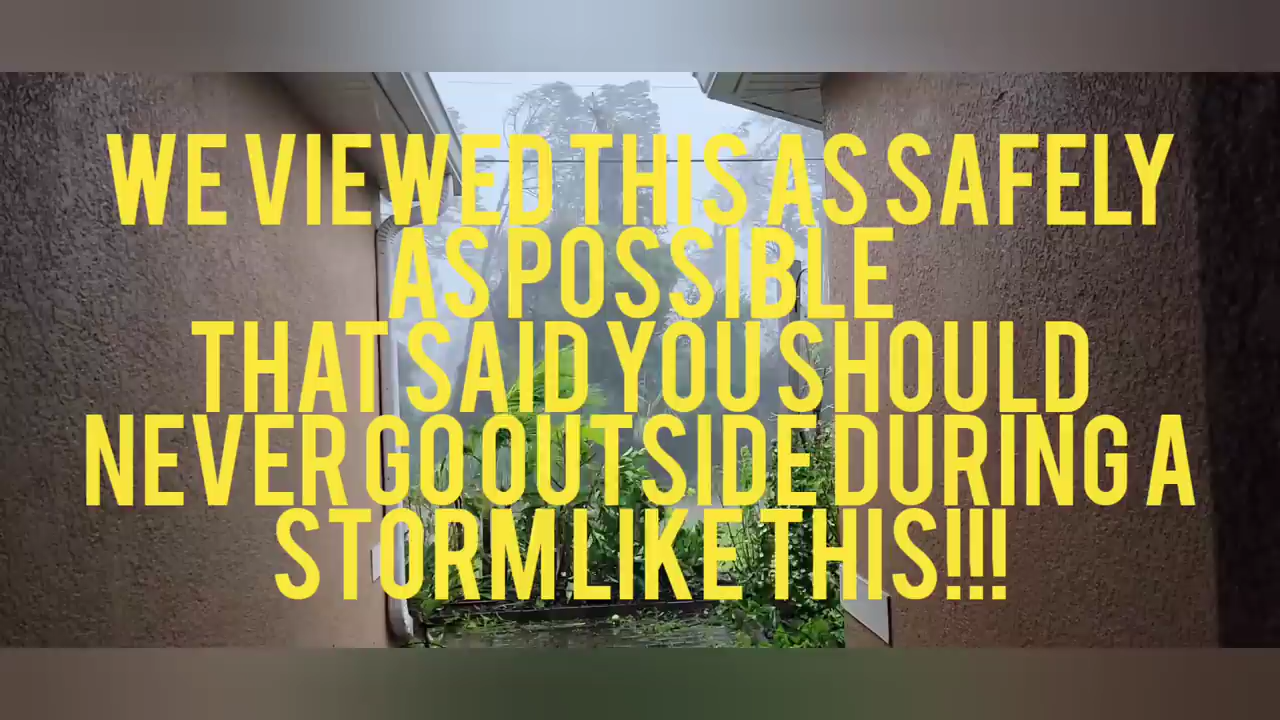 WE VIEWED THIS AS SAFELY
AS POSSIBLE
THAT SAID YOU SHOULD
NEVER GO OUTSIDE DURING A
STORM LIKE THIS!!!